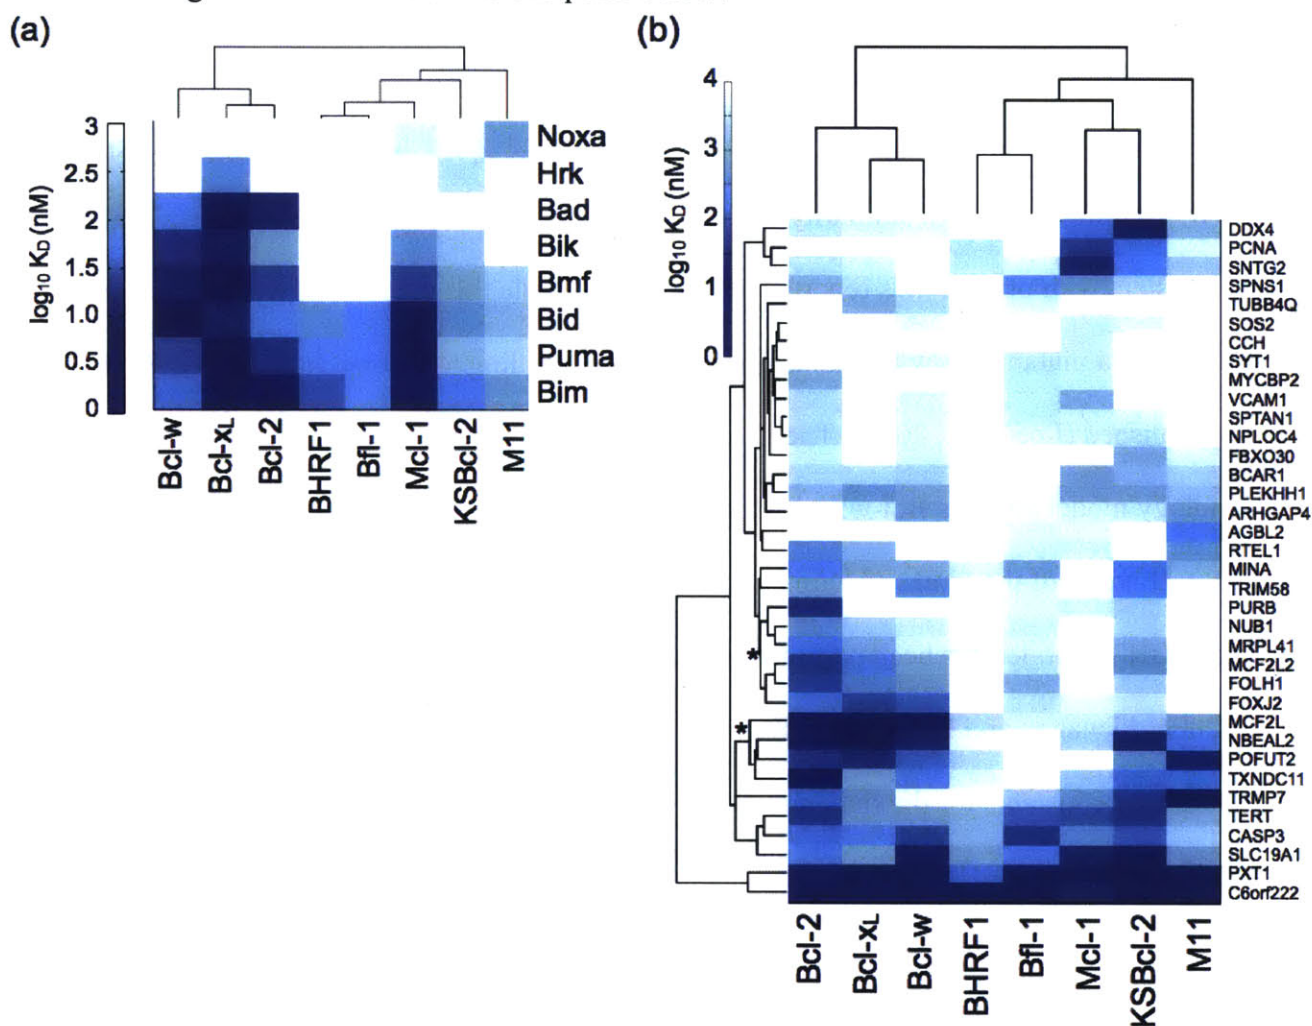 (a)
3
2.5
2
1.5
1.0
0.5
0
log10 KD (nM)
Noxa
Hrk
Bad
Bik
Bmf
Bid
Puma
Bim
Bcl-w
Bcl-xL
Bcl-2
BHRF1
Bfl-1
Mcl-1
KSBcl-2
M11
(b)
4
3
2
1
0
log10 KD (nM)
DDX4
PCNA
SNTG2
SPNS1
TUBB4Q
SOS2
CCH
SYT1
MYCBP2
VCAM1
SPTAN1
NPLOC4
FBXO30
BCAR1
PLEKHH1
ARHGAP4
AGBL2
RTEL1
MINA
TRIM58
PURB
NUB1
MRPL41
*
MCF2L2
FOLH1
FOXJ2
*
MCF2L
NBEAL2
POFUT2
TXNDC11
TRMP7
TERT
CASP3
SLC19A1
PXT1
C6orf222
Bcl-2
Bcl-xL
Bcl-w
BHRF1
Bfl-1
Mcl-1
KSBcl-2
M11